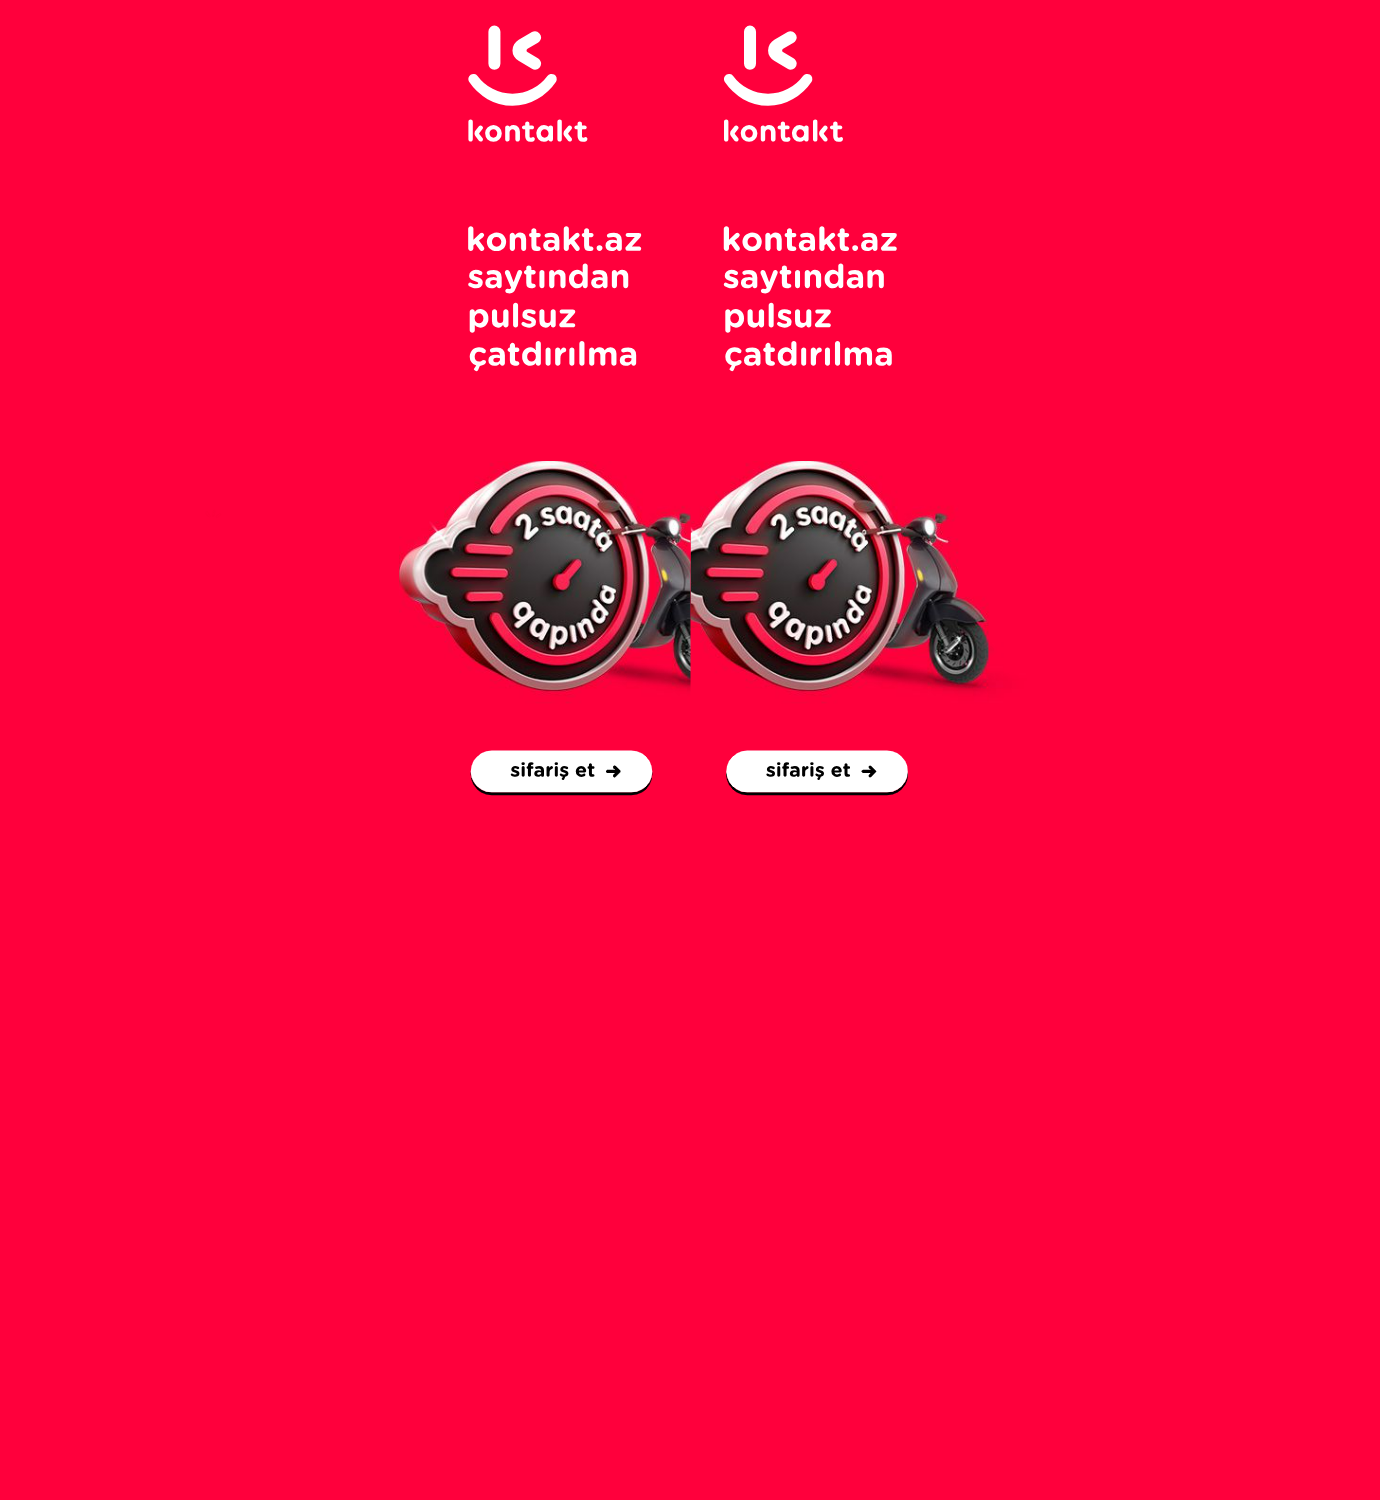 kontakt
kontakt.az
saytından
pulsuz
çatdırılma
2 saata
qapında
sifariş et
kontakt
kontakt.az
saytından
pulsuz
çatdırılma
2 saata
qapında
sifariş et